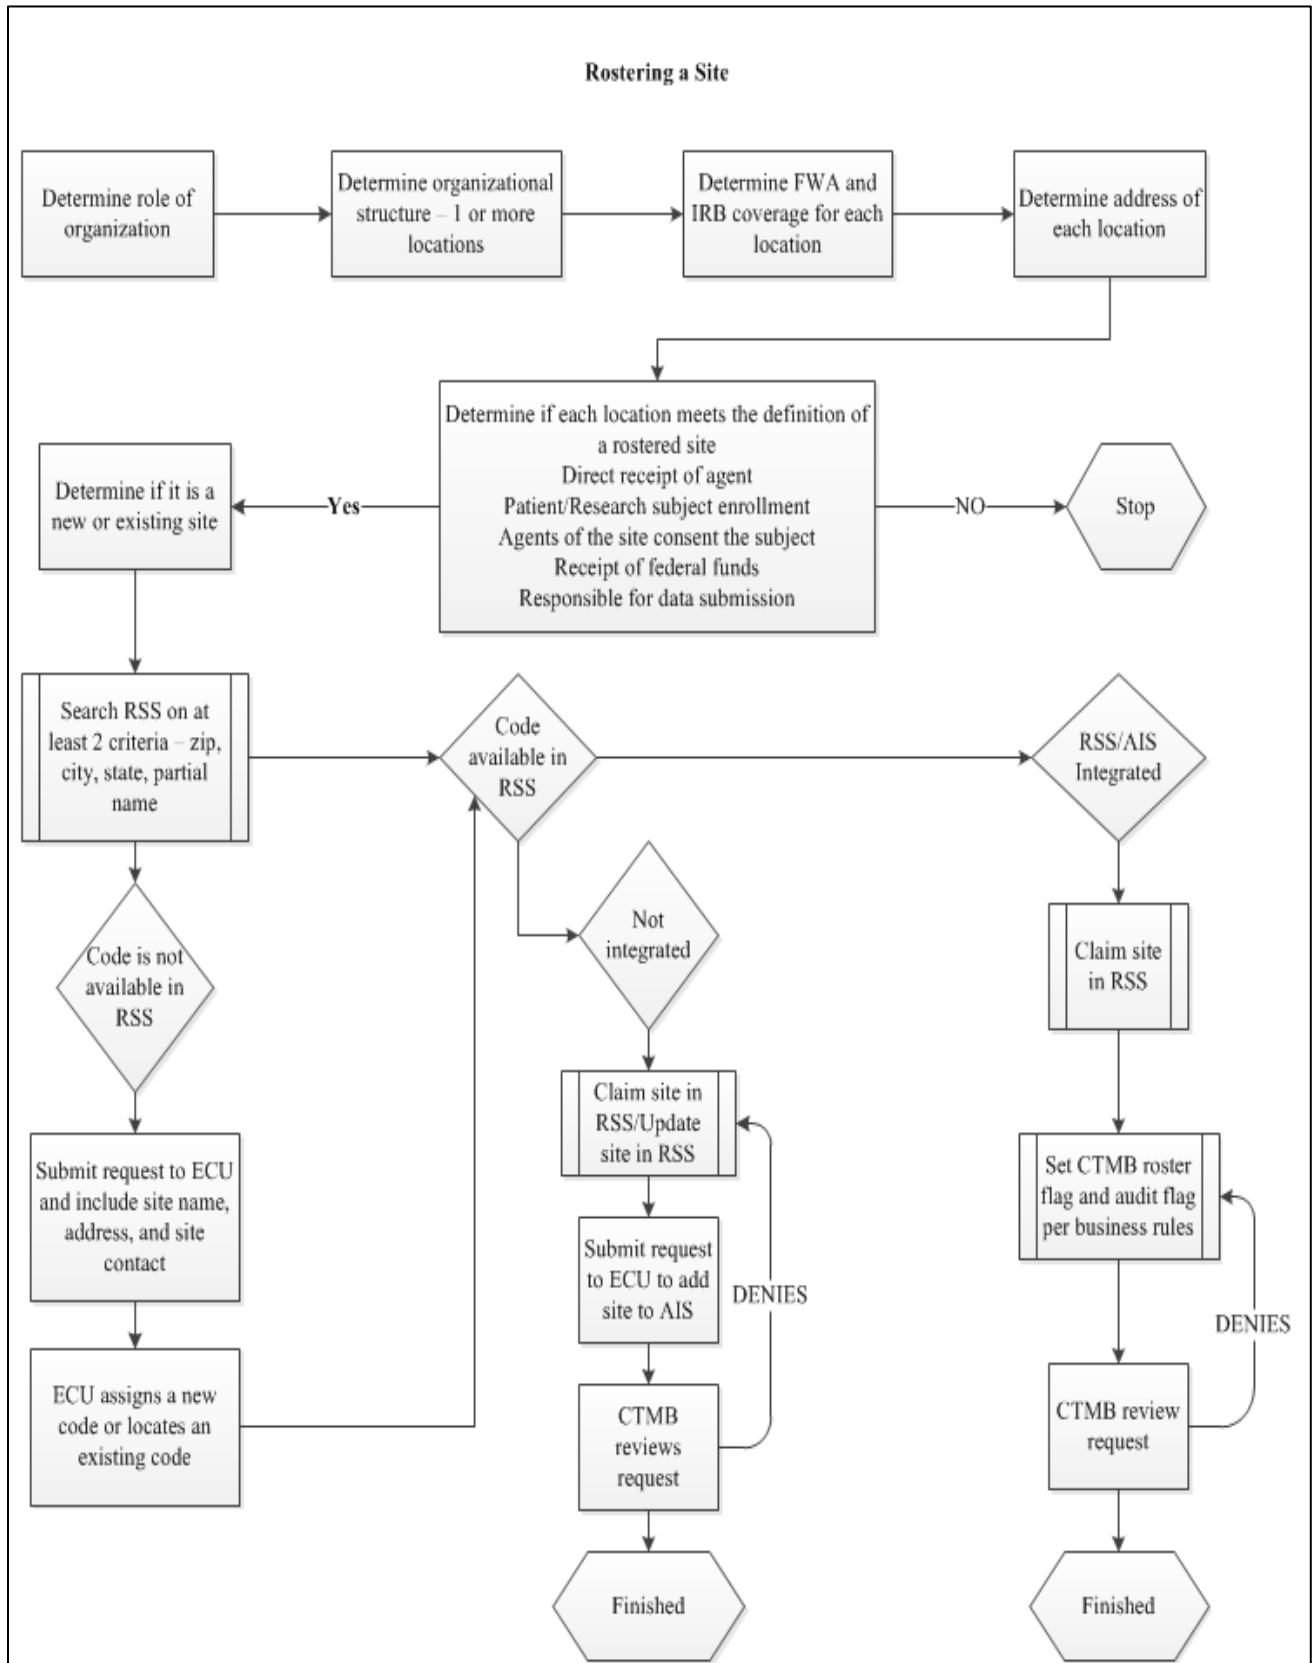 Rostering a Site
Determine role of
organization
Determine organizational
structure – 1 or more
locations
Determine FWA and
IRB coverage for each
location
Determine address of
each location
Determine if each location meets the definition of
a rostered site
Direct receipt of agent
Patient/Research subject enrollment
Agents of the site consent the subject
Receipt of federal funds
Responsible for data submission
NO
Stop
Yes
Determine if it is a
new or existing site
Search RSS on at
least 2 criteria – zip,
city, state, partial
name
Code
available in
RSS
RSS/AIS
Integrated
Code is not
available in
RSS
Not
integrated
Claim site
in RSS
Submit request to ECU
and include site name,
address, and site
contact
Claim site in
RSS/Update
site in RSS
Set CTMB roster
flag and audit flag
per business rules
Submit request
to ECU to add
site to AIS
DENIES
DENIES
ECU assigns a new
code or locates an
existing code
CTMB
reviews
request
CTMB review
request
Finished
Finished